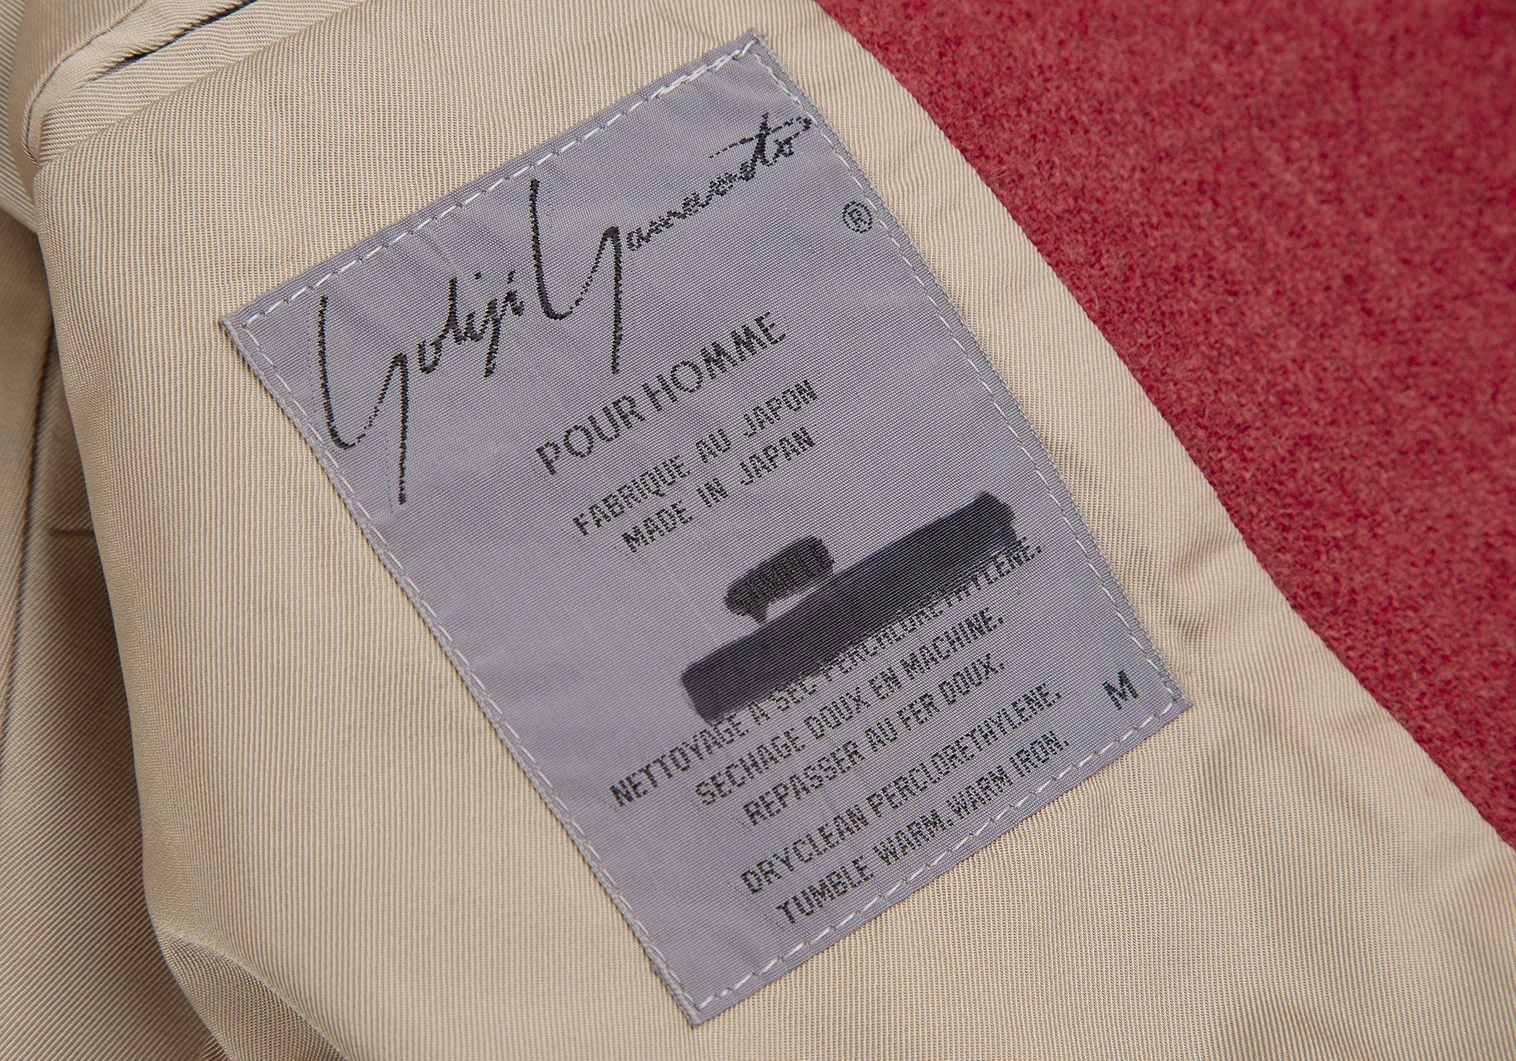 Yohji Yamamoto
®
POUR HOMME
FABRIQUE AU JAPON
MADE IN JAPAN
NETTOYAGE A SEC PERCHLORETHYLENE.
SECHAGE DOUX EN MACHINE.
REPASSER AU FER DOUX.
DRYCLEAN PERCLORETHYLENE.
TUMBLE WARM. WARM IRON.
M